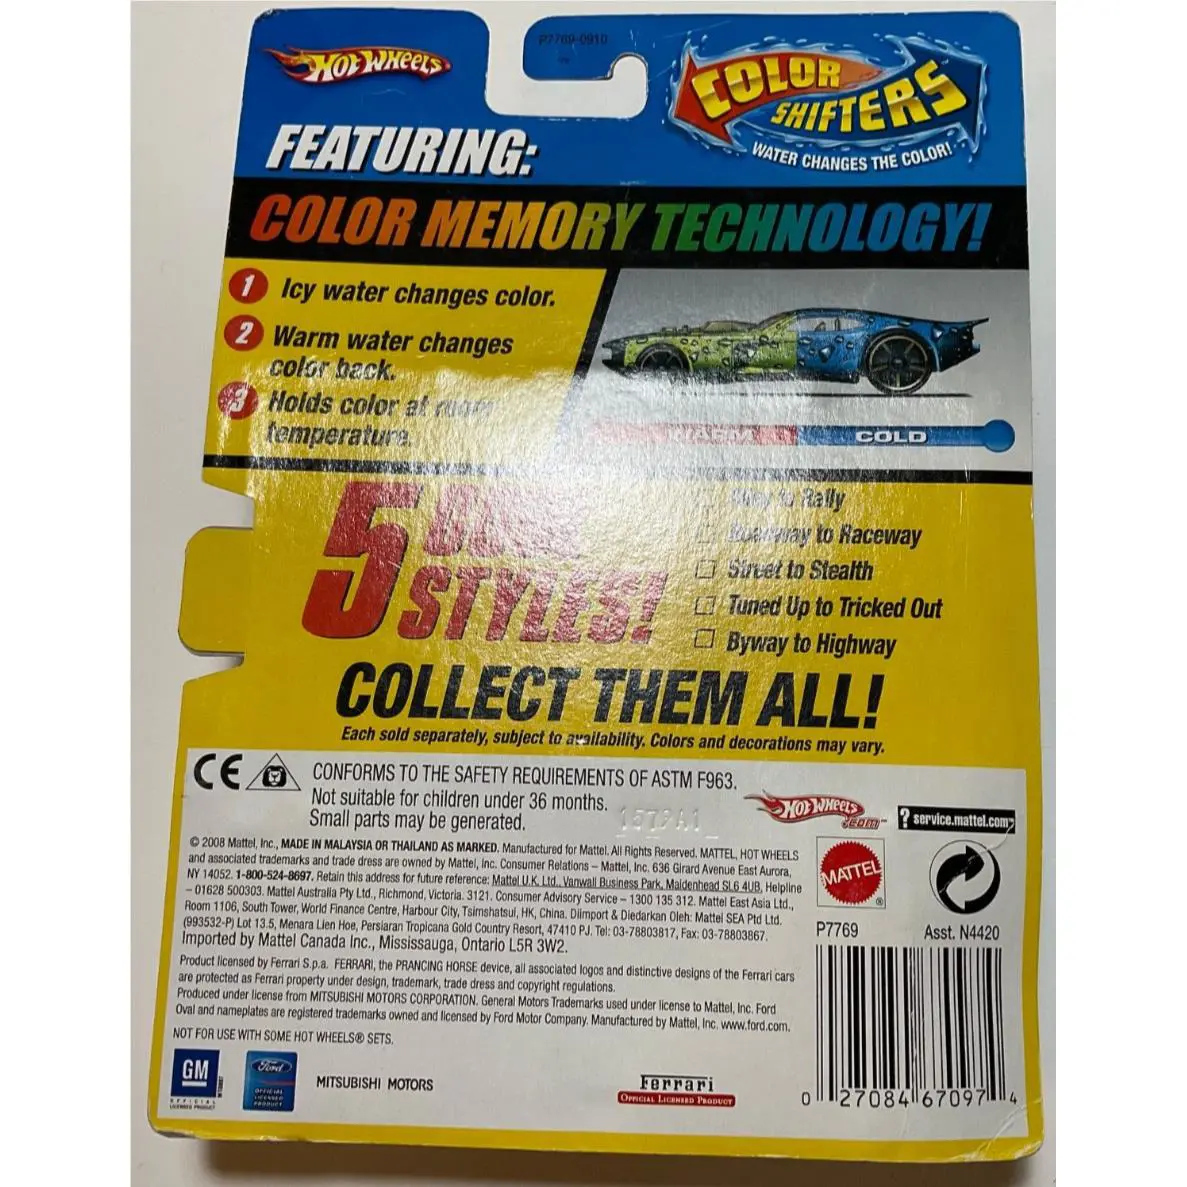 P7769-0910
HOT WHEELS
COLOR
SHIFTERS
WATER CHANGES THE COLOR!
FEATURING:
COLOR MEMORY TECHNOLOGY!
1 Icy water changes color.
2 Warm water changes
color back.
3 Holds color at room
temperature.
WARM COLD
5 COOL
STYLES!
to Rally
Roadway to Raceway
Street to Stealth
Tuned Up to Tricked Out
Byway to Highway
COLLECT THEM ALL!
Each sold separately, subject to availability. Colors and decorations may vary.
CE
CONFORMS TO THE SAFETY REQUIREMENTS OF ASTM F963.
Not suitable for children under 36 months.
Small parts may be generated.
HOT WHEELS
.COM
? service.mattel.com
© 2008 Mattel, Inc., MADE IN MALAYSIA OR THAILAND AS MARKED. Manufactured for Mattel. All Rights Reserved. MATTEL, HOT WHEELS
and associated trademarks and trade dress are owned by Mattel, Inc. Consumer Relations – Mattel, Inc. 636 Girard Avenue East Aurora,
NY 14052. 1-800-524-8697. Retain this address for future reference: Mattel U.K. Ltd., Vanwall Business Park, Maidenhead SL6 4UB, Helpline
– 01628 500303. Mattel Australia Pty Ltd., Richmond, Victoria. 3121. Consumer Advisory Service – 1300 135 312. Mattel East Asia Ltd.,
Room 1106, South Tower, World Finance Centre, Harbour City, Tsimshatsui, HK, China. Diimport & Diedarkan Oleh: Mattel SEA Ptd Ltd.
(993532-P) Lot 13.5, Menara Lien Hoe, Persiaran Tropicana Gold Country Resort, 47410 PJ. Tel: 03-78803817, Fax: 03-78803867.
Imported by Mattel Canada Inc., Mississauga, Ontario L5R 3W2.
MATTEL
®
P7769
Asst. N4420
Product licensed by Ferrari S.p.a. FERRARI, the PRANCING HORSE device, all associated logos and distinctive designs of the Ferrari cars
are protected as Ferrari property under design, trademark, trade dress and copyright regulations.
Produced under license from MITSUBISHI MOTORS CORPORATION. General Motors Trademarks used under license to Mattel, Inc. Ford
Oval and nameplates are registered trademarks owned and licensed by Ford Motor Company. Manufactured by Mattel, Inc. www.ford.com.
NOT FOR USE WITH SOME HOT WHEELS® SETS.
GM
OFFICIAL
LICENSED PRODUCT
Ford
OFFICIAL
LICENSED
PRODUCT
MITSUBISHI MOTORS
Ferrari
OFFICIAL LICENSED PRODUCT
0 27084 67097 4